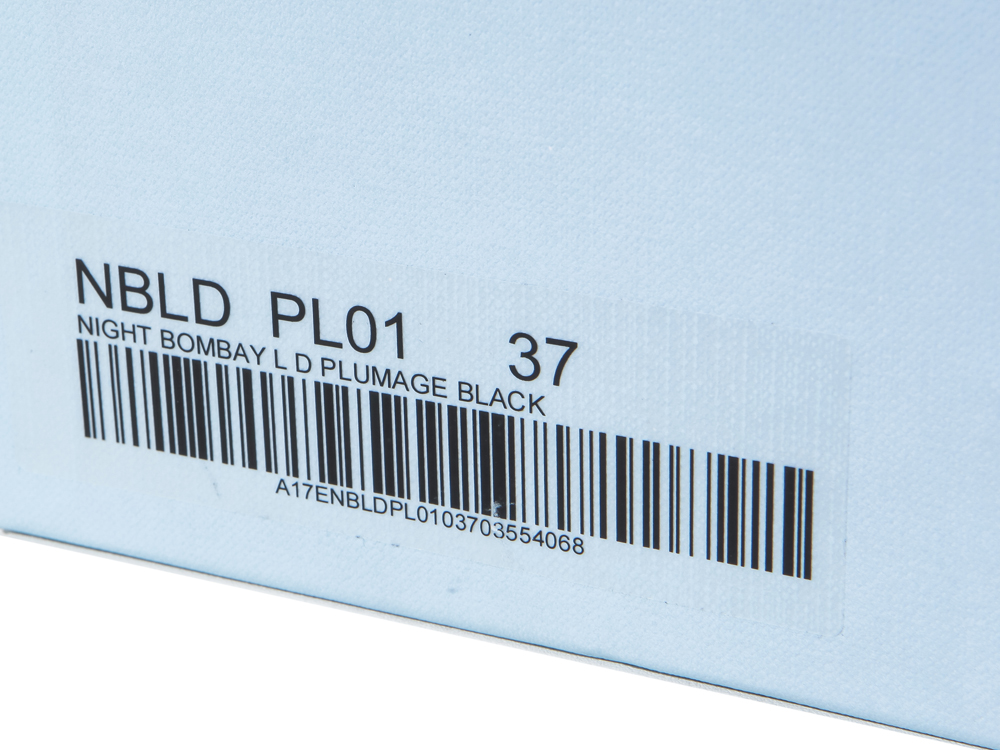 NBLD PL01 37
NIGHT BOMBAY L D PLUMAGE BLACK
A17ENBLDPL0103703554068